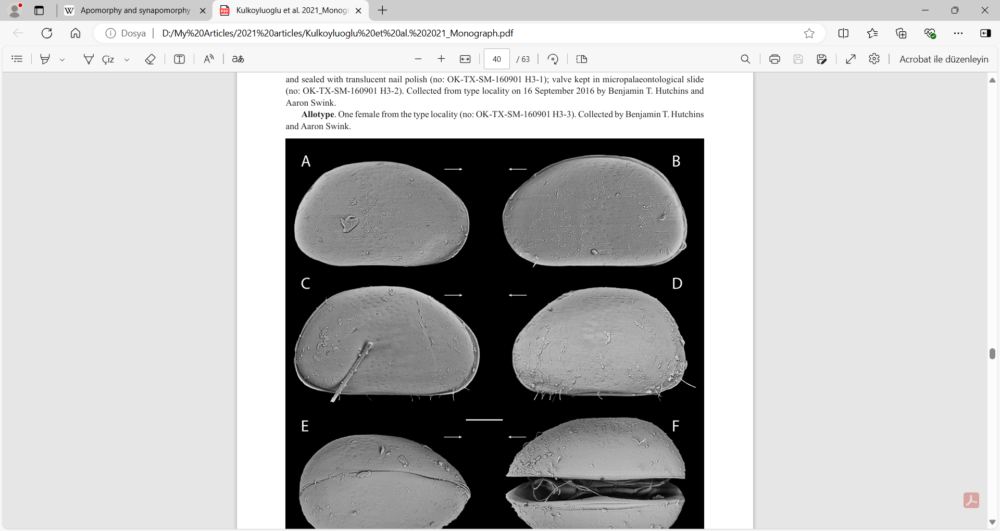 Apomorphy and synapomorphy
Kulkoyluoglu et al. 2021_Monogr
Dosya
D:/My%20Articles/2021%20articles/Kulkoyluoglu%20et%20al.%202021_Monograph.pdf
Çiz
40 / 63
Acrobat ile düzenleyin
and sealed with translucent nail polish (no: OK-TX-SM-160901 H3-1); valve kept in micropalaeontological slide
(no: OK-TX-SM-160901 H3-2). Collected from type locality on 16 September 2016 by Benjamin T. Hutchins and
Aaron Swink.
Allotype. One female from the type locality (no: OK-TX-SM-160901 H3-3). Collected by Benjamin T. Hutchins
and Aaron Swink.
A
B
C
D
E
F